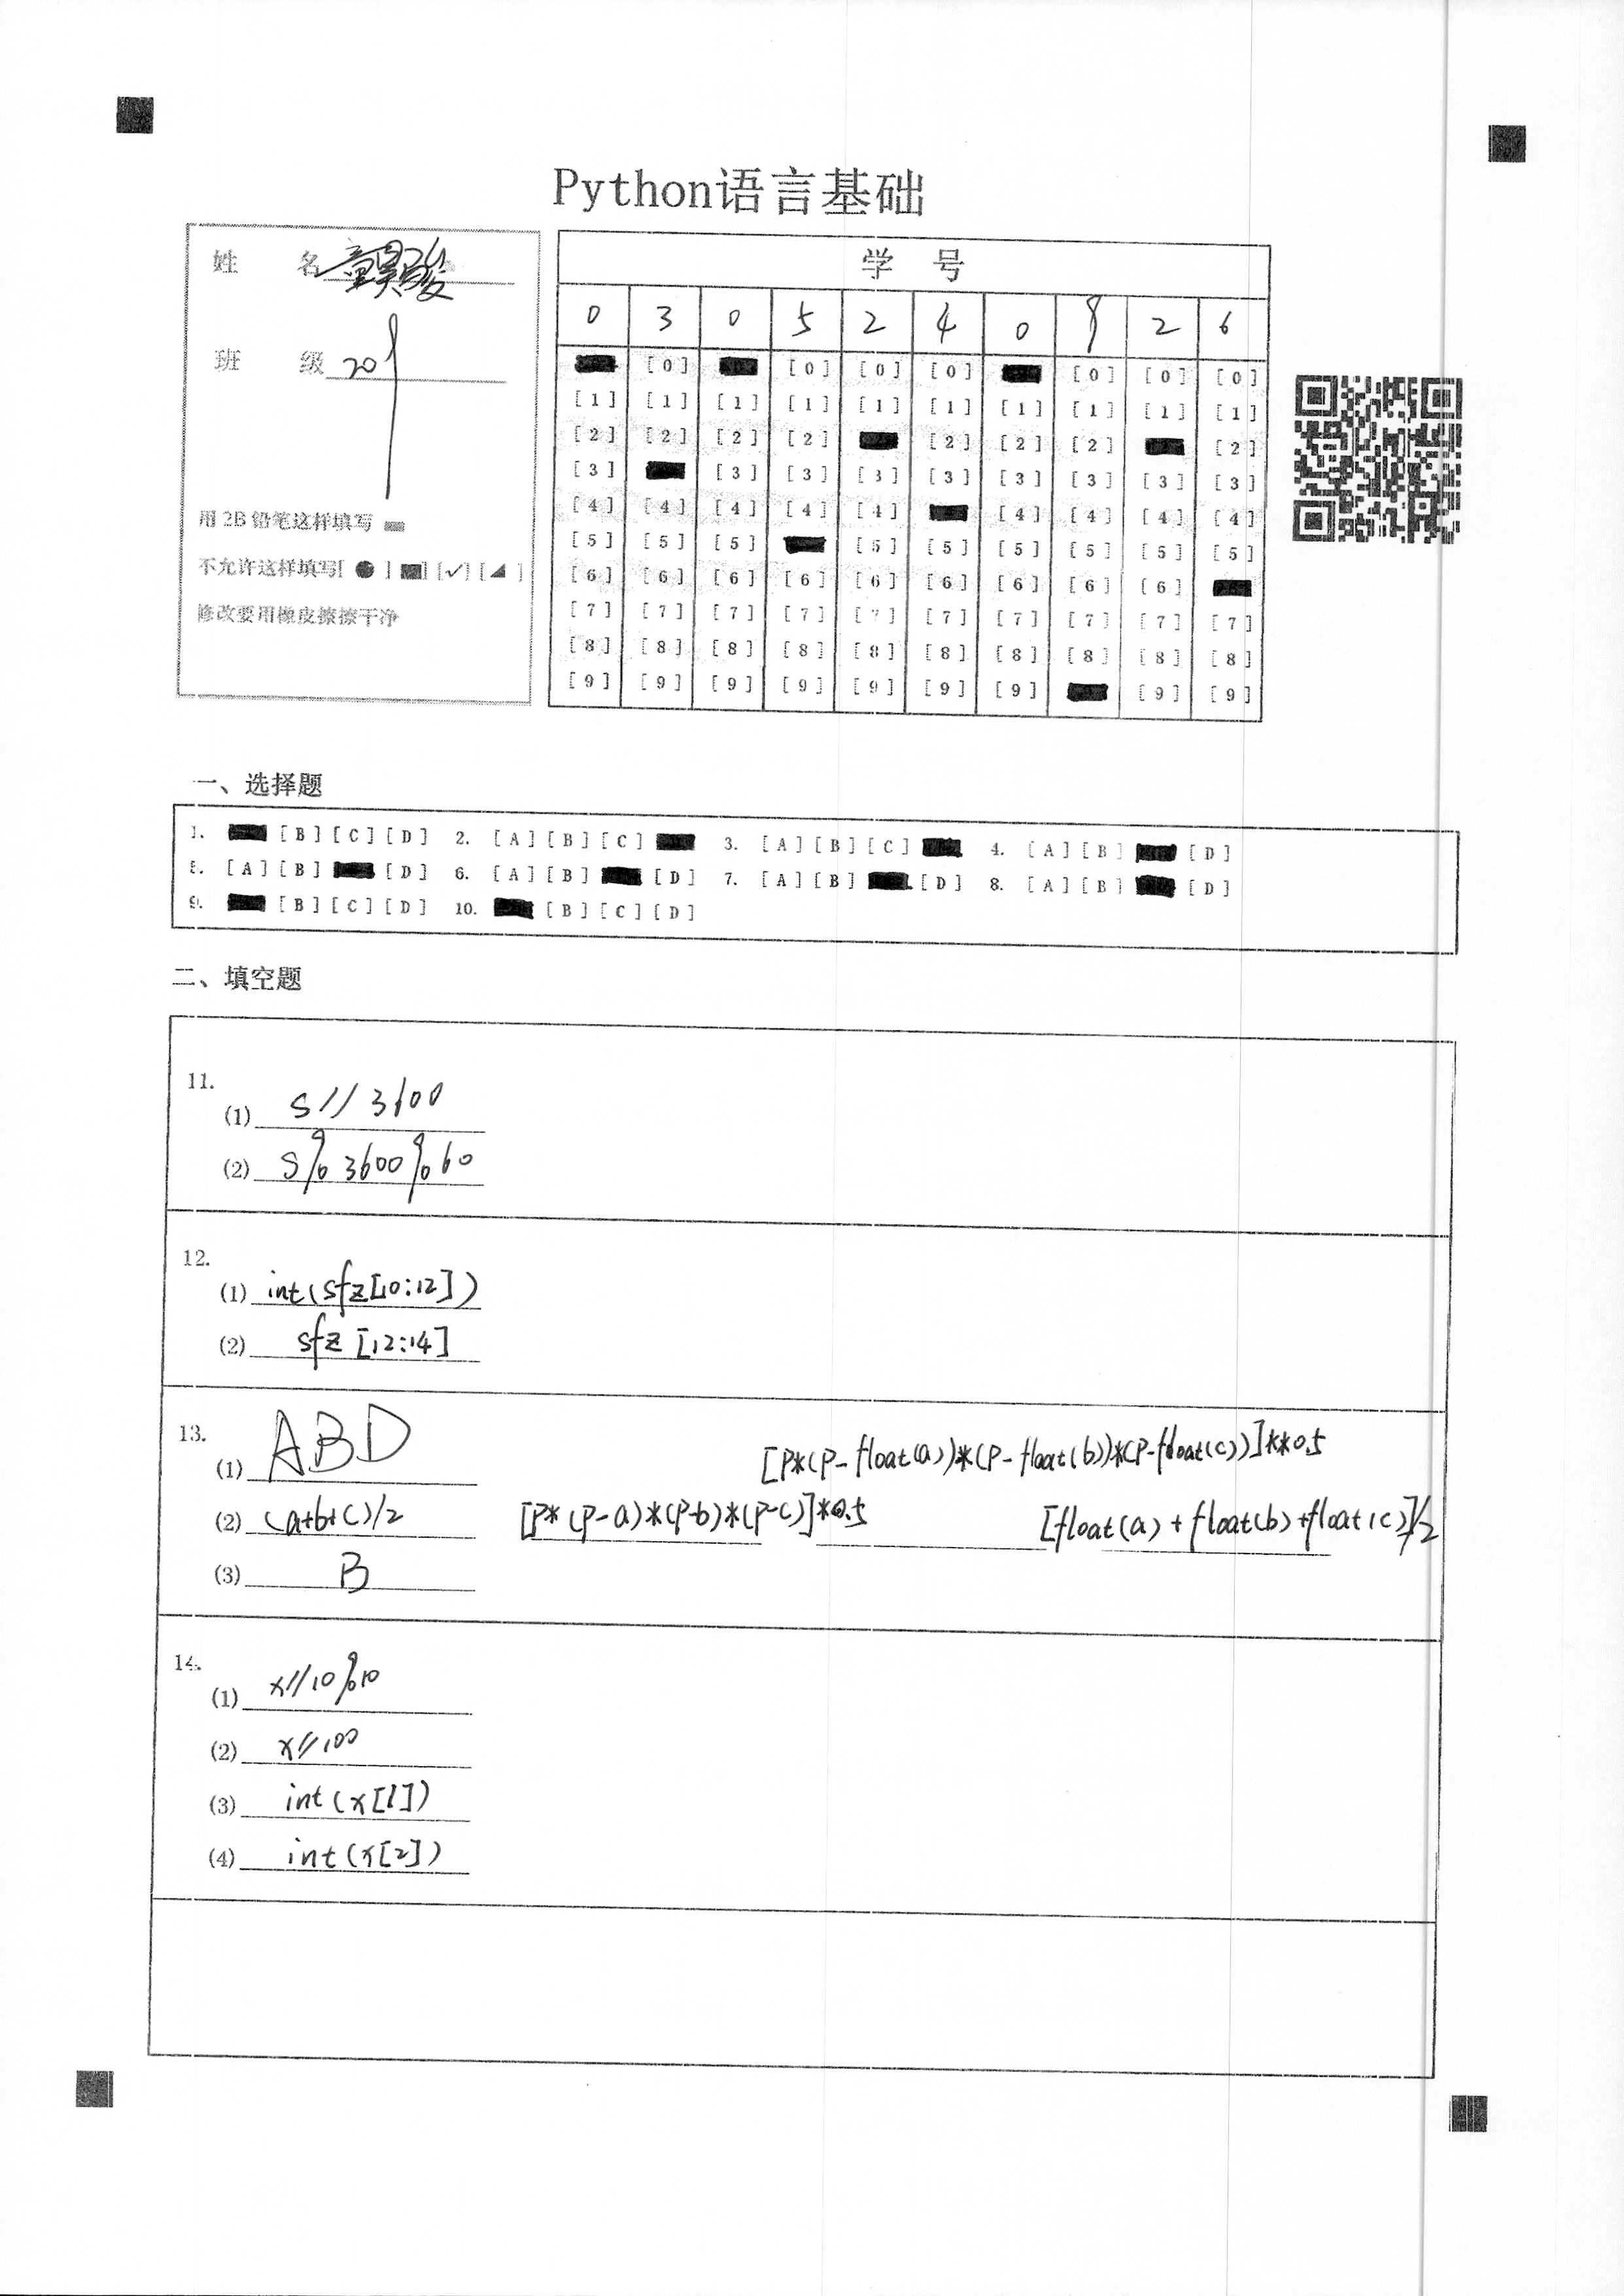 Python语言基础
姓 名
班 级 209
用 2B 铅笔这样填写
不允许这样填写[ ● ] [■] [✓] [◢ ]
修改要用橡皮擦擦干净
学 号
0 3 0 5 2 4 0 9 2 6
[0] [0] [0] [0] [0] [0] [0]
[1] [1] [1] [1] [1] [1] [1] [1] [1] [1]
[2] [2] [2] [2] [2] [2] [2] [2]
[3] [3] [3] [3] [3] [3] [3] [3] [3]
[4] [4] [4] [4] [4] [4] [4] [4] [4]
[5] [5] [5] [5] [5] [5] [5] [5] [5]
[6] [6] [6] [6] [6] [6] [6] [6] [6]
[7] [7] [7] [7] [7] [7] [7] [7] [7] [7]
[8] [8] [8] [8] [8] [8] [8] [8] [8] [8]
[9] [9] [9] [9] [9] [9] [9] [9] [9]
一、选择题
1. [B] [C] [D] 2. [A] [B] [C] 3. [A] [B] [C] 4. [A] [B] [D]
5. [A] [B] [D] 6. [A] [B] [D] 7. [A] [B] [D] 8. [A] [B] [D]
9. [B] [C] [D] 10. [B] [C] [D]
二、填空题
11.
(1) s//3600
(2) s%3600%60
12.
(1) int(sfz[10:12])
(2) sfz[12:14]
13.
(1) ABD
[P*(P-float(a))*(P-float(b))*(P-float(c))]**0.5
(2) (a+b+c)/2 [P*(P-a)*(P-b)*(P-c)]*0.5 [float(a)+float(b)+float(c)]/2
(3) B
14.
(1) x//10%10
(2) x//100
(3) int(x[1])
(4) int(x[2])